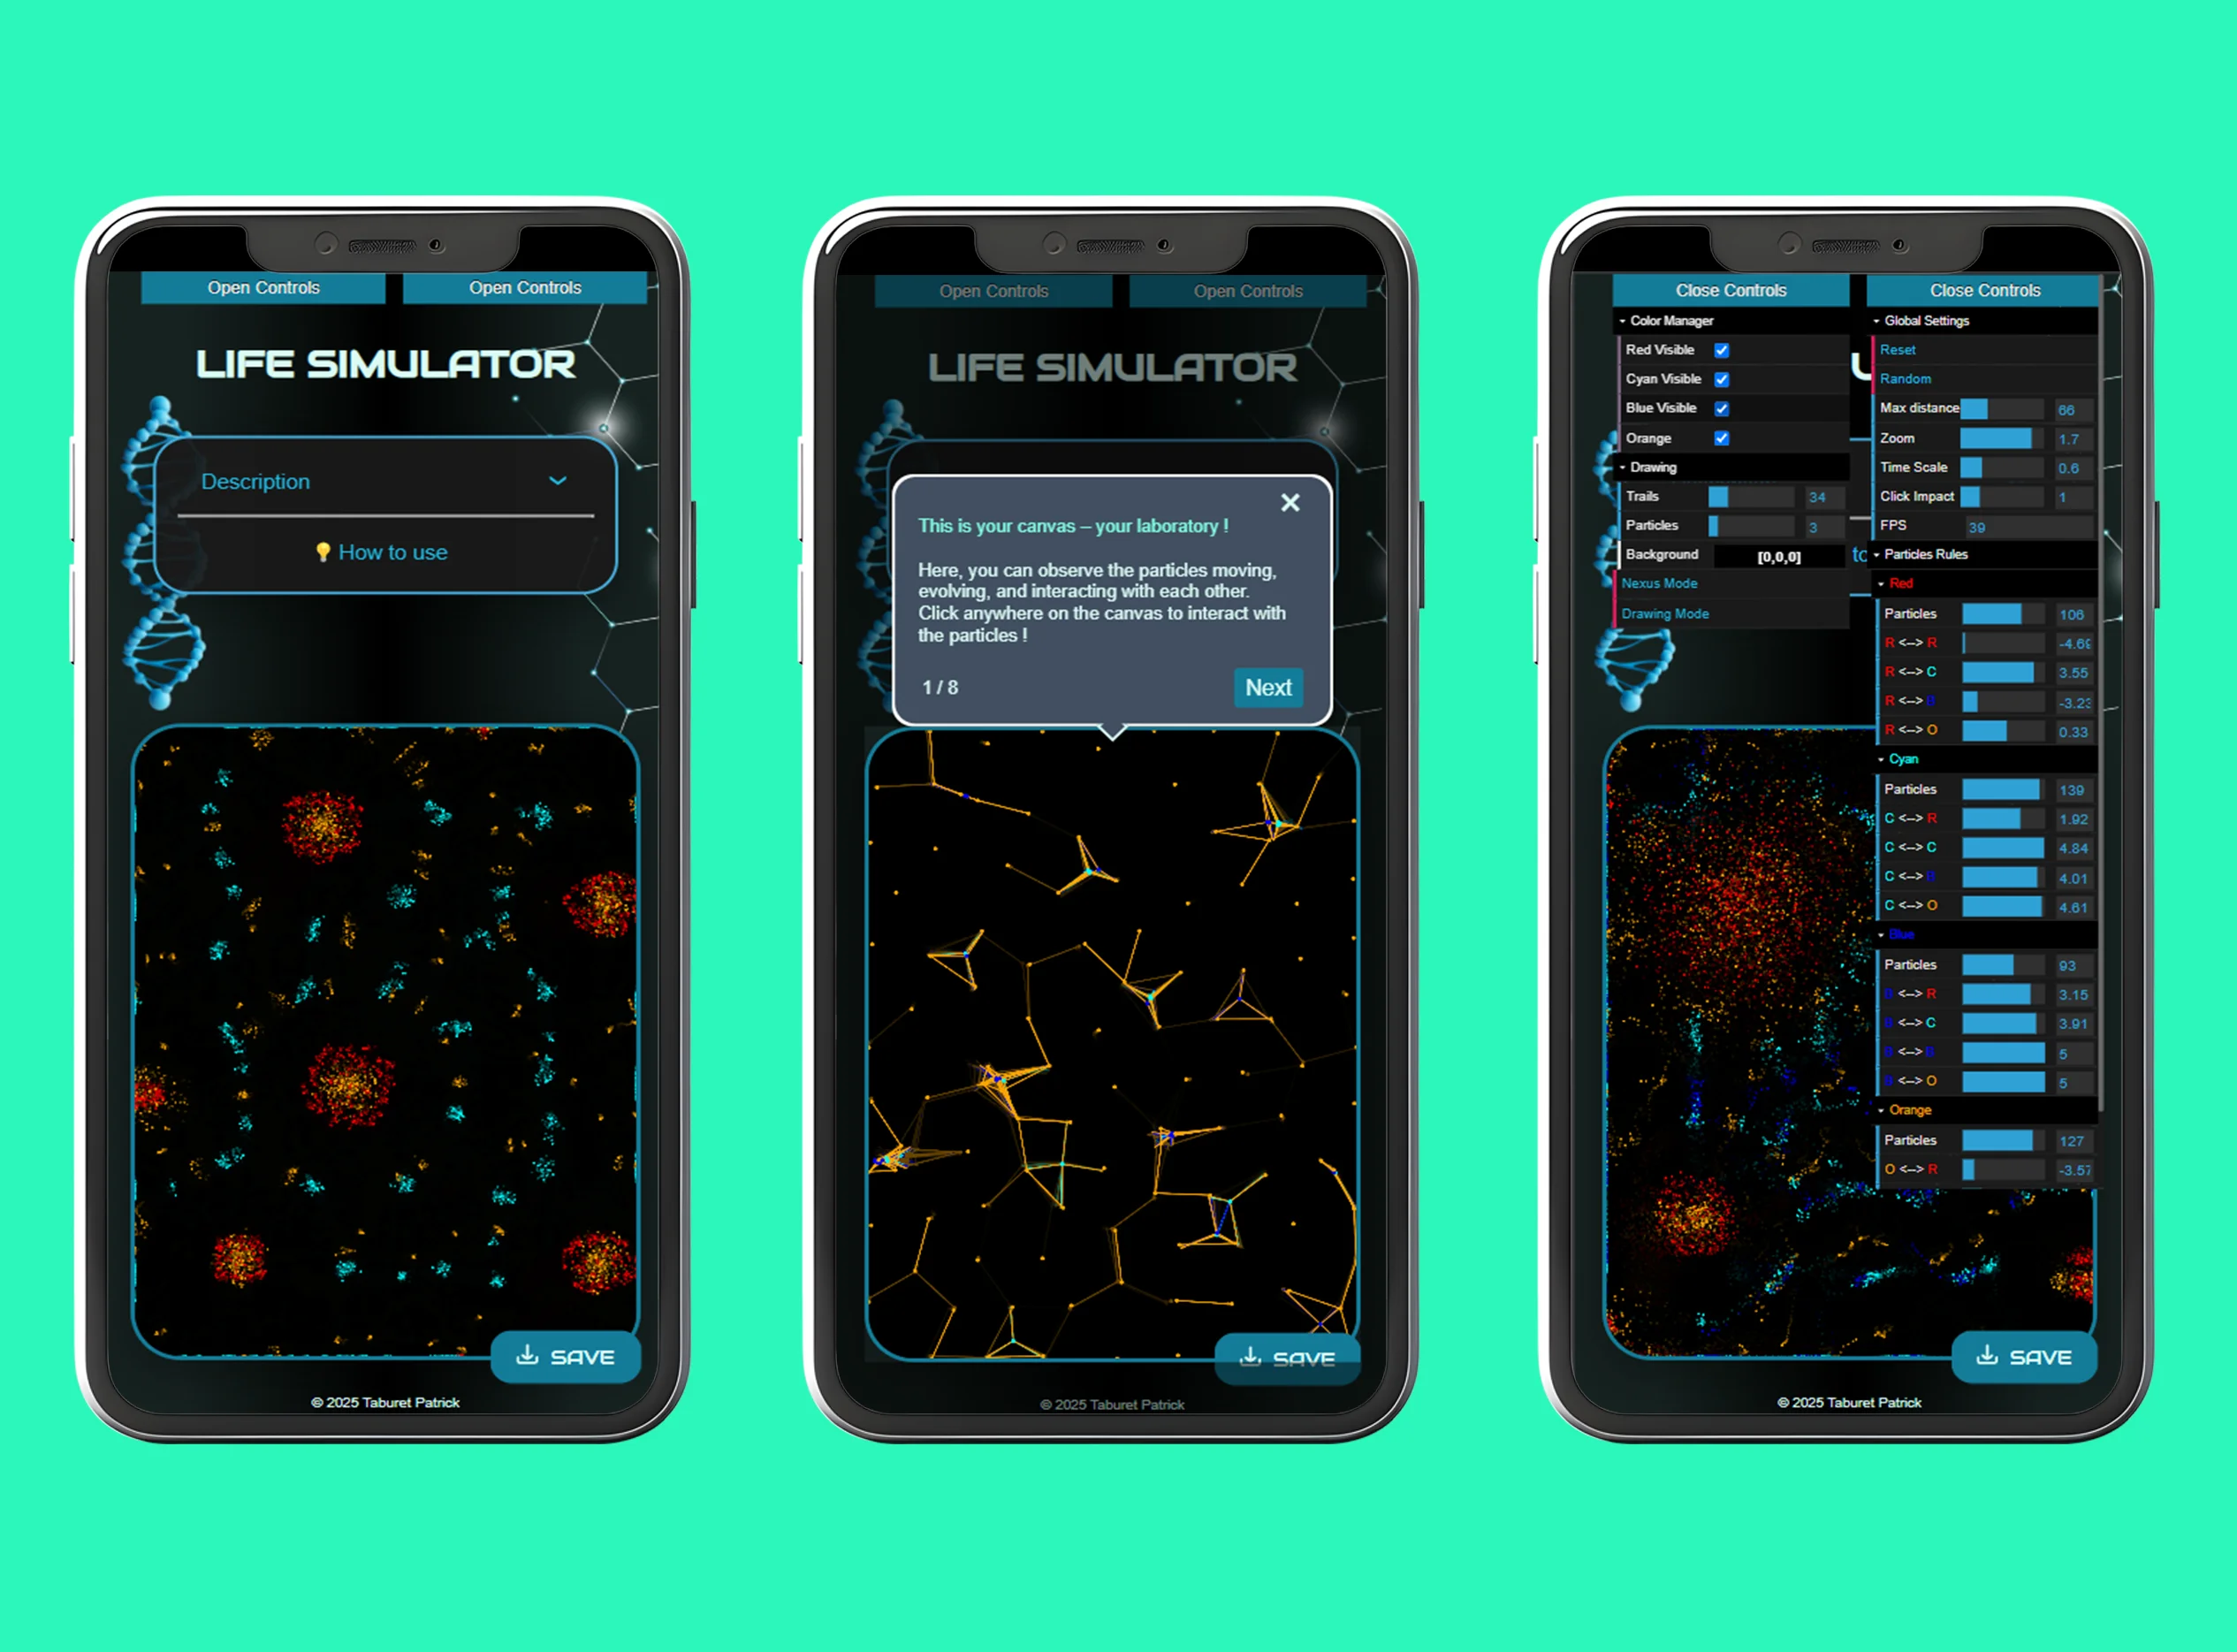 Open Controls
Open Controls
LIFE SIMULATOR
Description
💡 How to use
SAVE
© 2025 Taburet Patrick
Open Controls
Open Controls
LIFE SIMULATOR
This is your canvas – your laboratory !
Here, you can observe the particles moving,
evolving, and interacting with each other.
Click anywhere on the canvas to interact with
the particles !
1 / 8
Next
SAVE
© 2025 Taburet Patrick
Close Controls
Color Manager
Red Visible
Cyan Visible
Blue Visible
Orange
Drawing
Trails 34
Particles 3
Background [0,0,0]
Nexus Mode
Drawing Mode
to
Close Controls
Global Settings
Reset
Random
Max distance 66
Zoom 1.7
Time Scale 0.6
Click Impact 1
FPS 39
Particles Rules
Red
Particles 106
R <--> R -4.69
R <--> C 3.55
R <--> B -3.23
R <--> O 0.33
Cyan
Particles 139
C <--> R 1.92
C <--> C 4.84
C <--> B 4.01
C <--> O 4.61
Blue
Particles 93
B <--> R 3.15
B <--> C 3.91
B <--> B 5
B <--> O 5
Orange
Particles 127
O <--> R -3.57
SAVE
© 2025 Taburet Patrick